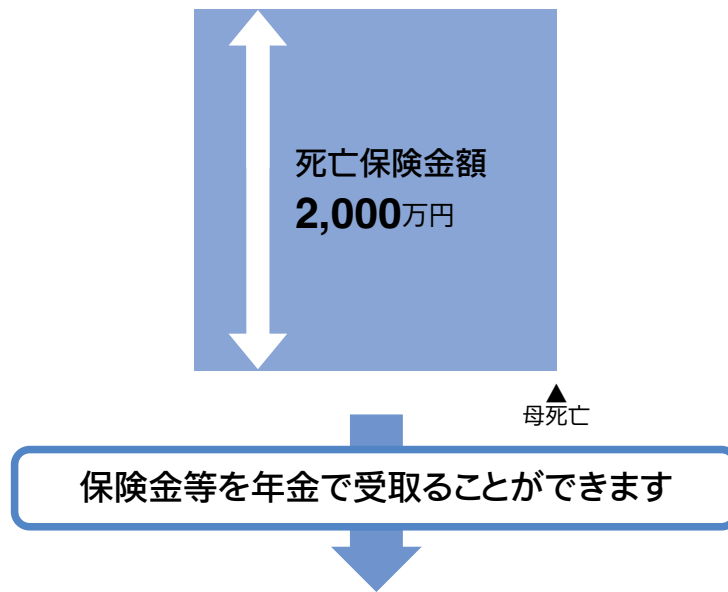 死亡保険金額
2,000万円
▲
母死亡
保険金等を年金で受取ることができます